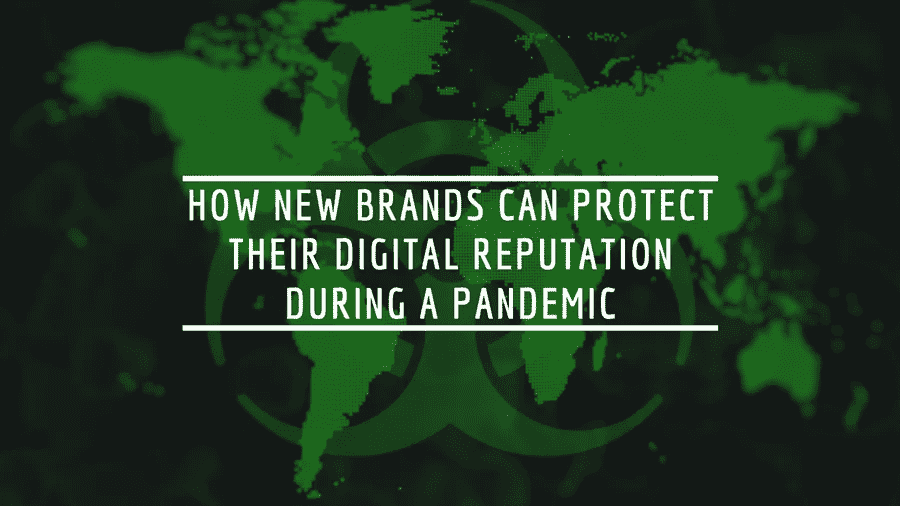 HOW NEW BRANDS CAN PROTECT
THEIR DIGITAL REPUTATION
DURING A PANDEMIC